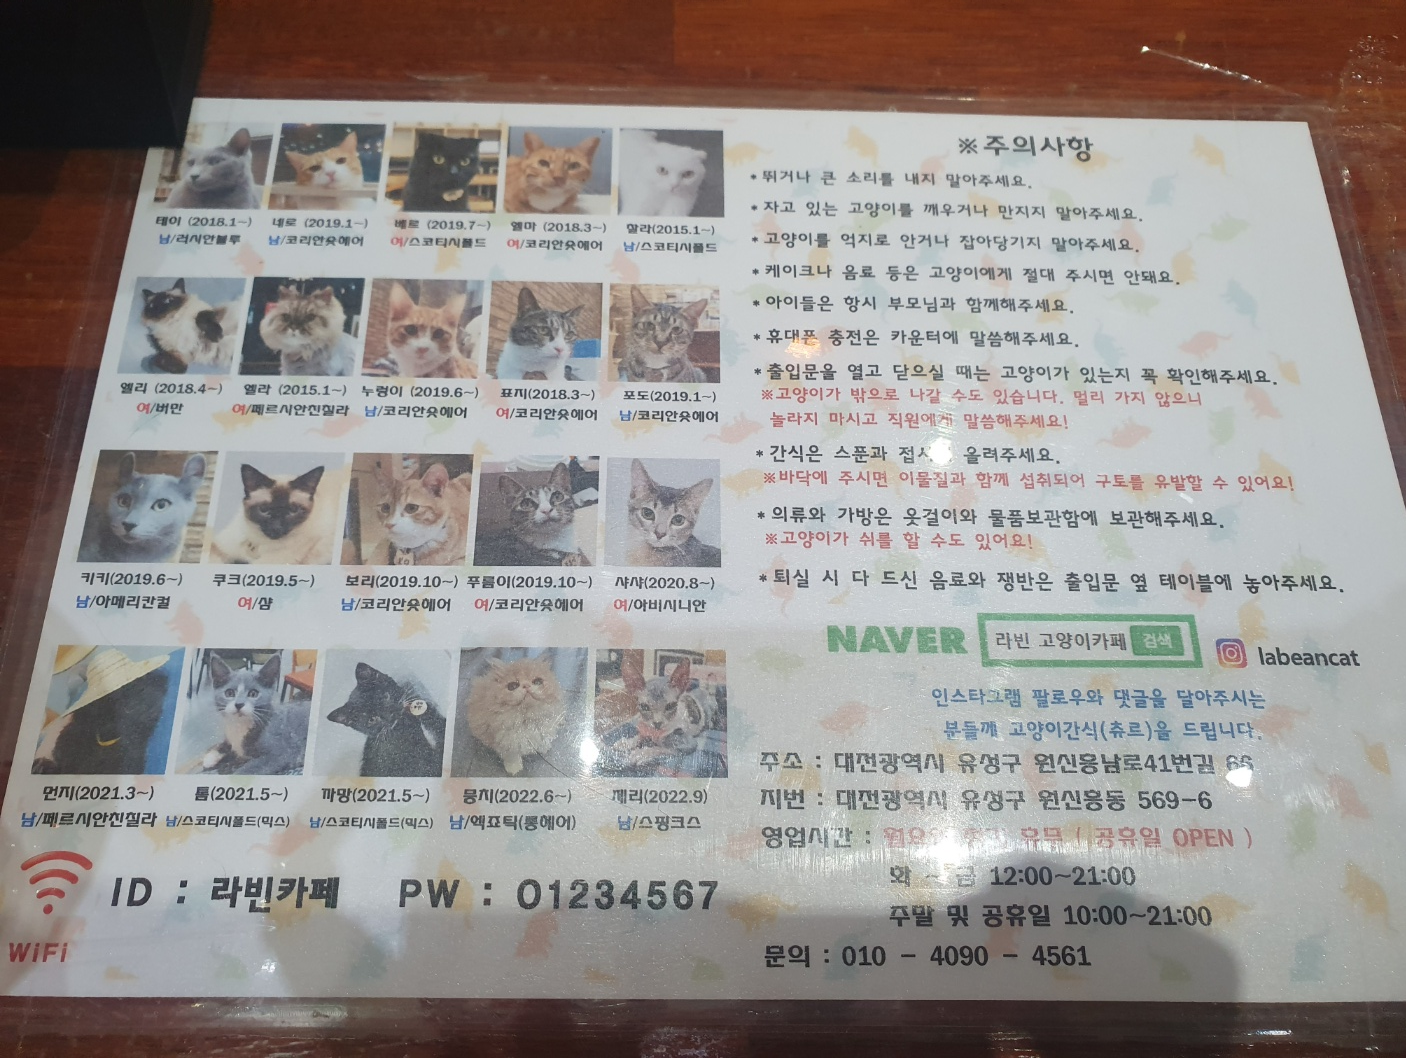 테이 (2018.1~) 네로 (2019.1~) 베르 (2019.7~) 엘마 (2018.3~) 찰리(2015.1~)
남/러시안블루 남/코리안숏헤어 여/스코티시폴드 여/코리안숏헤어 남/스코티시폴드
엘리 (2018.4~) 엘라 (2015.1~) 누렁이 (2019.6~) 표지(2018.3~) 포도(2019.1~)
여/버만 여/페르시안친칠라 남/코리안숏헤어 여/코리안숏헤어 남/코리안숏헤어
키키(2019.6~) 쿠크(2019.5~) 보리(2019.10~) 푸름이(2019.10~) 샤샤(2020.8~)
남/아메리칸컬 여/샴 남/코리안숏헤어 여/코리안숏헤어 여/아비시니안
먼지(2021.3~) 톰(2021.5~) 까망(2021.5~) 뭉치(2022.6~) 제리(2022.9)
남/페르시안친칠라 남/스코티시폴드(믹스) 남/스코티시폴드(믹스) 남/엑죠틱(롱헤어) 남/스핑크스
WiFi
ID : 라빈카페 PW : 01234567
※주의사항
* 뛰거나 큰 소리를 내지 말아주세요.
* 자고 있는 고양이를 깨우거나 만지지 말아주세요.
* 고양이를 억지로 안거나 잡아당기지 말아주세요.
* 케이크나 음료 등은 고양이에게 절대 주시면 안돼요.
* 아이들은 항시 부모님과 함께해주세요.
* 휴대폰 충전은 카운터에 말씀해주세요.
* 출입문을 열고 닫으실 때는 고양이가 있는지 꼭 확인해주세요.
※고양이가 밖으로 나갈 수도 있습니다. 멀리 가지 않으니
놀라지 마시고 직원에게 말씀해주세요!
* 간식은 스푼과 올려주세요.
※바닥에 주시면 이물질과 함께 섭취되어 구토를 유발할 수 있어요!
* 의류와 가방은 옷걸이와 물품보관함에 보관해주세요.
※고양이가 쉬를 할 수도 있어요!
* 퇴실 시 다 드신 음료와 쟁반은 출입문 옆 테이블에 놓아주세요.
NAVER 라빈 고양이카페 검색 labeancat
인스타그램 팔로우와 댓글을 달아주시는
분들께 고양이간식(츄르)을 드립니다.
주소 : 대전광역시 유성구 원신흥남로41번길 66
지번 : 대전광역시 유성구 원신흥동 569-6
영업시간 : 휴무 ( 공휴일 OPEN )
화 ~ 금 12:00~21:00
주말 및 공휴일 10:00~21:00
문의 : 010 - 4090 - 4561